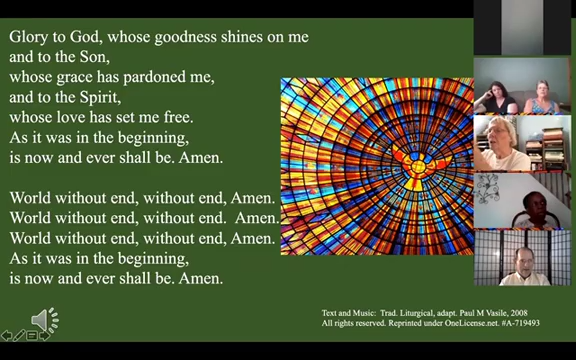 Glory to God, whose goodness shines on me
and to the Son,
whose grace has pardoned me,
and to the Spirit,
whose love has set me free.
As it was in the beginning,
is now and ever shall be. Amen.
World without end, without end, Amen.
World without end, without end.  Amen.
World without end, without end, Amen.
As it was in the beginning,
is now and ever shall be. Amen.
Text and Music:  Trad. Liturgical, adapt. Paul M Vasile, 2008
All rights reserved. Reprinted under OneLicense.net. #A-719493